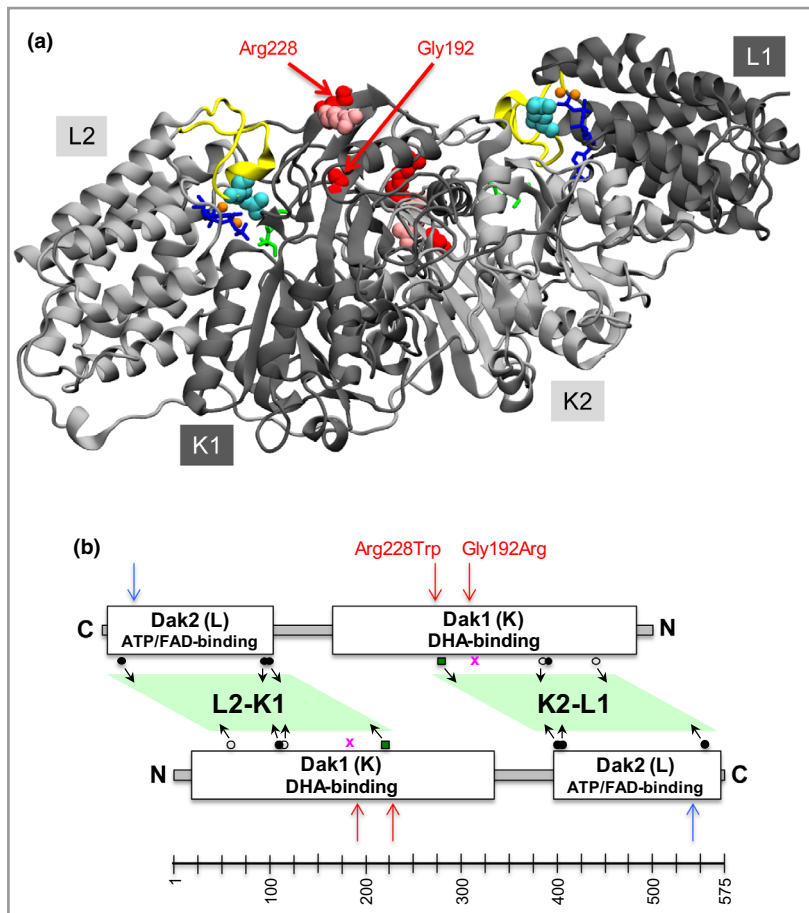 (a)
Arg228
Gly192
L1
L2
K2
K1
(b)
Arg228Trp
Gly192Arg
C
Dak2 (L)
ATP/FAD-binding
Dak1 (K)
DHA-binding
N
x
L2-K1
K2-L1
x
N
Dak1 (K)
DHA-binding
Dak2 (L)
ATP/FAD-binding
C
1
100
200
300
400
500
575